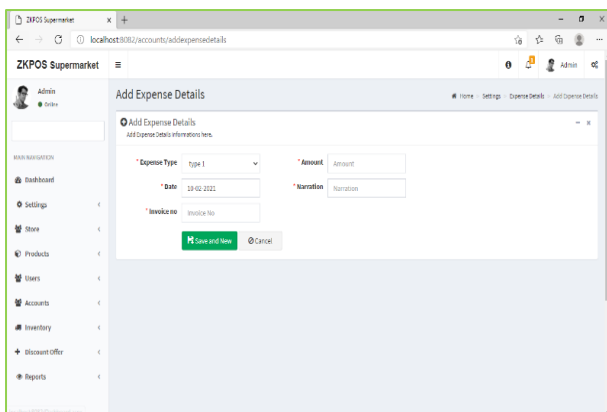 ZKPOS Supermarket
localhost:8082/accounts/addexpensedetails
ZKPOS Supermarket
Admin
Admin
Online
Add Expense Details
Home
Settings
Expense Details
Add Expense Details
Add Expense Details
Add Expense Details Informations here.
MAIN NAVIGATION
Dashboard
Settings
Store
Products
Users
Accounts
Inventory
Discount Offer
Reports
* Expense Type
Type 1
* Amount
Amount
* Date
18-02-2021
* Narration
Narration
* Invoice no
Invoice No
Save and New
Cancel